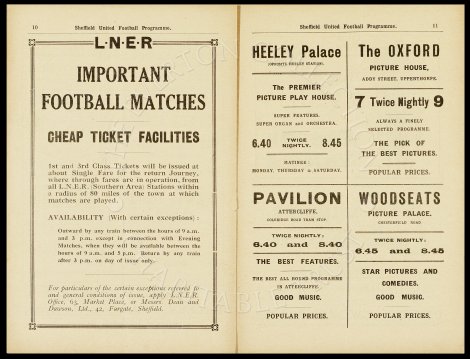 10
Sheffield United Football Programme.
L·N·E·R
IMPORTANT
FOOTBALL MATCHES
CHEAP TICKET FACILITIES
1st and 3rd Class Tickets will be issued at
about Single Fare for the return Journey,
where through fares are in operation, from
all L.N.E.R. (Southern Area) Stations within
a radius of 80 miles of the town at which
matches are played.
AVAILABILITY (With certain exceptions) :
Outward by any train between the hours of 9 a.m.
and 3 p.m. except in connection with Evening
Matches, when they will be available between the
hours of 9 a.m. and 5 p.m. Return by any train
after 3 p.m. on day of issue only.
For particulars of the certain exceptions referred to
and general conditions of issue, apply L.N.E.R.
Office, 65, Market Place, or Messrs. Dean and
Dawson, Ltd., 42, Fargate, Sheffield.
Sheffield United Football Programme.
11
HEELEY Palace
(OPPOSITE HEELEY STATION).
The PREMIER
PICTURE PLAY HOUSE.
SUPER FEATURES.
SUPER ORGAN and ORCHESTRA.
6.40 TWICE NIGHTLY. 8.45
MATINEE :
MONDAY, THURSDAY & SATURDAY.
The OXFORD
PICTURE HOUSE,
ADDY STREET, UPPERTHORPE.
7 Twice Nightly 9
ALWAYS A FINELY
SELECTED PROGRAMME.
THE PICK OF
THE BEST PICTURES.
POPULAR PRICES.
PAVILION
ATTERCLIFFE.
COLERIDGE ROAD TRAM STOP.
TWICE NIGHTLY :
6.40 and 8.40
THE BEST FEATURES.
THE BEST ALL ROUND PROGRAMME
IN ATTERCLIFFE.
GOOD MUSIC.
POPULAR PRICES.
WOODSEATS
PICTURE PALACE.
CHESTERFIELD ROAD.
TWICE NIGHTLY:
6.45 and 8.45
STAR PICTURES AND
COMEDIES.
GOOD MUSIC.
POPULAR PRICES.